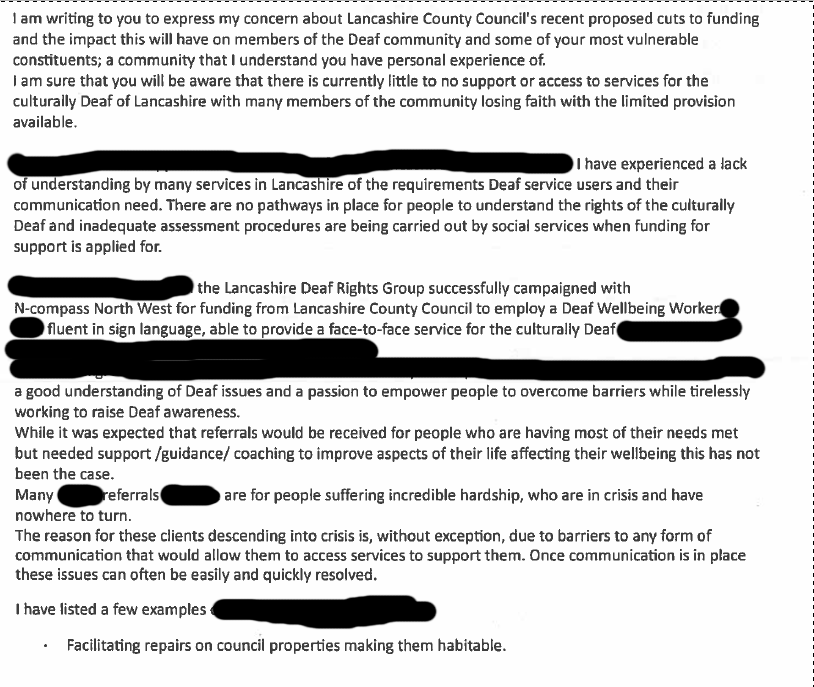 I am writing to you to express my concern about Lancashire County Council's recent proposed cuts to funding
and the impact this will have on members of the Deaf community and some of your most vulnerable
constituents; a community that I understand you have personal experience of.
I am sure that you will be aware that there is currently little to no support or access to services for the
culturally Deaf of Lancashire with many members of the community losing faith with the limited provision
available.
I have experienced a lack
of understanding by many services in Lancashire of the requirements Deaf service users and their
communication need. There are no pathways in place for people to understand the rights of the culturally
Deaf and inadequate assessment procedures are being carried out by social services when funding for
support is applied for.
the Lancashire Deaf Rights Group successfully campaigned with
N-compass North West for funding from Lancashire County Council to employ a Deaf Wellbeing Worker
fluent in sign language, able to provide a face-to-face service for the culturally Deaf
a good understanding of Deaf issues and a passion to empower people to overcome barriers while tirelessly
working to raise Deaf awareness.
While it was expected that referrals would be received for people who are having most of their needs met
but needed support /guidance/ coaching to improve aspects of their life affecting their wellbeing this has not
been the case.
Many referrals are for people suffering incredible hardship, who are in crisis and have
nowhere to turn.
The reason for these clients descending into crisis is, without exception, due to barriers to any form of
communication that would allow them to access services to support them. Once communication is in place
these issues can often be easily and quickly resolved.
I have listed a few examples
· Facilitating repairs on council properties making them habitable.